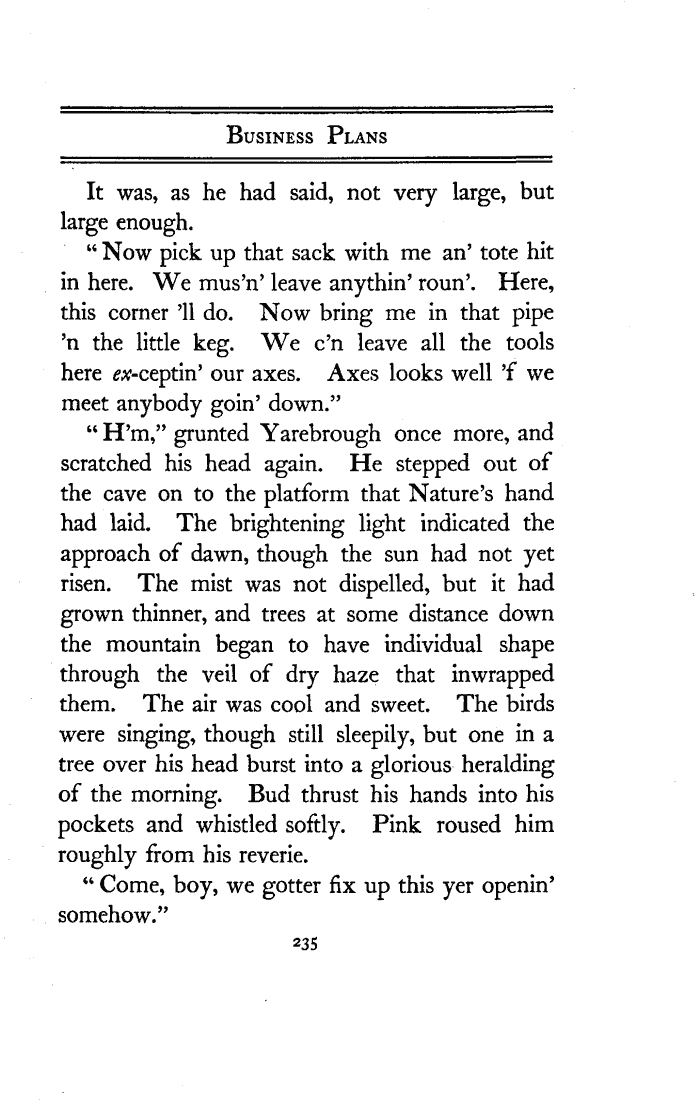 Business Plans
It was, as he had said, not very large, but
large enough.
“Now pick up that sack with me an’ tote hit
in here. We mus’n’ leave anythin’ roun’. Here,
this corner ’ll do. Now bring me in that pipe
’n the little keg. We c’n leave all the tools
here ex-ceptin’ our axes. Axes looks well ’f we
meet anybody goin’ down.”
“H’m,” grunted Yarebrough once more, and
scratched his head again. He stepped out of
the cave on to the platform that Nature’s hand
had laid. The brightening light indicated the
approach of dawn, though the sun had not yet
risen. The mist was not dispelled, but it had
grown thinner, and trees at some distance down
the mountain began to have individual shape
through the veil of dry haze that inwrapped
them. The air was cool and sweet. The birds
were singing, though still sleepily, but one in a
tree over his head burst into a glorious heralding
of the morning. Bud thrust his hands into his
pockets and whistled softly. Pink roused him
roughly from his reverie.
“Come, boy, we gotter fix up this yer openin’
somehow.”
235